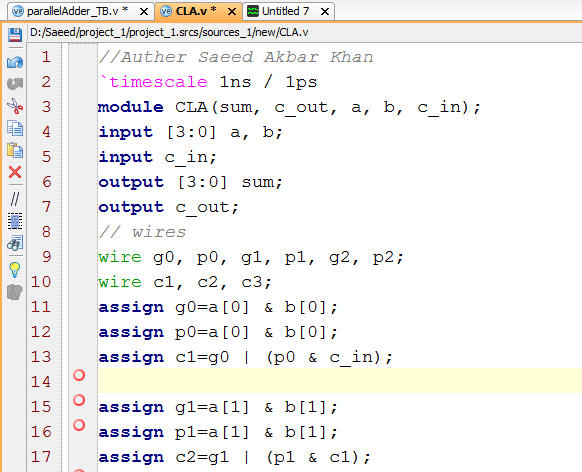 parallelAdder_TB.v * CLA.v * Untitled 7
D:/Saeed/project_1/project_1.srcs/sources_1/new/CLA.v
1 //Auther Saeed Akbar Khan
2 `timescale 1ns / 1ps
3 module CLA(sum, c_out, a, b, c_in);
4 input [3:0] a, b;
5 input c_in;
6 output [3:0] sum;
7 output c_out;
8 // wires
9 wire g0, p0, g1, p1, g2, p2;
10 wire c1, c2, c3;
11 assign g0=a[0] & b[0];
12 assign p0=a[0] & b[0];
13 assign c1=g0 | (p0 & c_in);
14
15 assign g1=a[1] & b[1];
16 assign p1=a[1] & b[1];
17 assign c2=g1 | (p1 & c1);